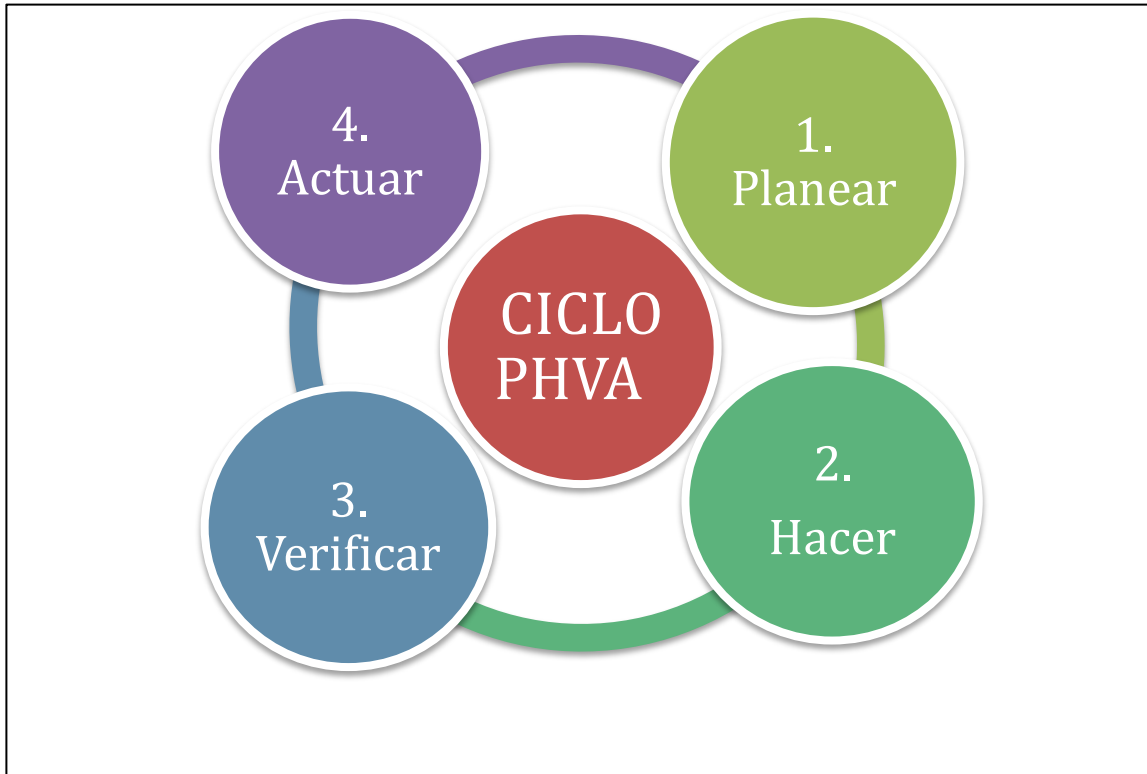 CICLO
PHVA
1.
Planear
2.
Hacer
3.
Verificar
4.
Actuar